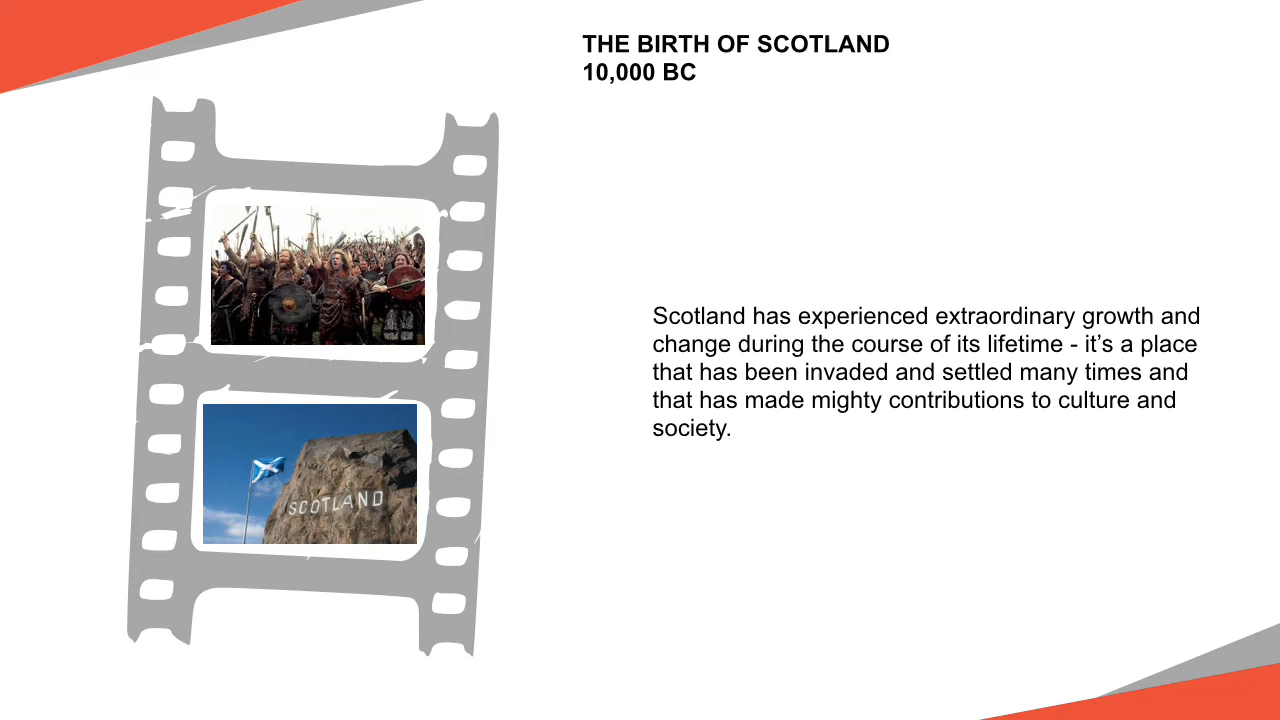 THE BIRTH OF SCOTLAND
10,000 BC
Scotland has experienced extraordinary growth and
change during the course of its lifetime - it’s a place
that has been invaded and settled many times and
that has made mighty contributions to culture and
society.
SCOTLAND